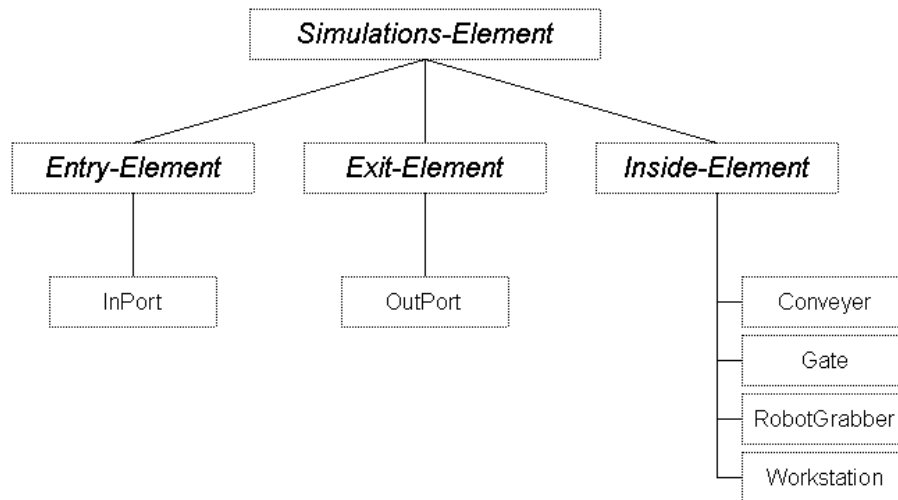 Simulations-Element
Entry-Element
Exit-Element
Inside-Element
InPort
OutPort
Conveyer
Gate
RobotGrabber
Workstation